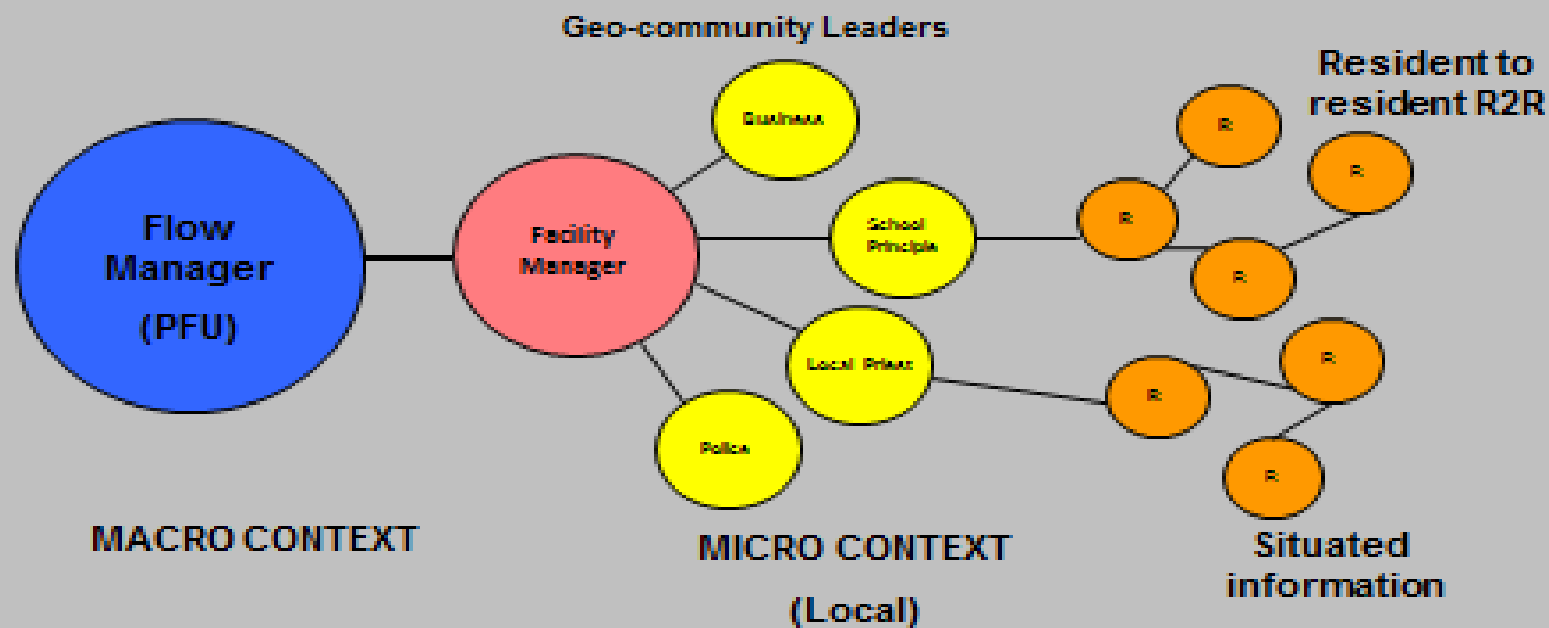 Geo-community Leaders
Resident to
resident R2R
Business
R
R
Flow
Manager
(PFU)
Facility
Manager
School
Principle
R
R
Local Priest
R
R
Police
R
MACRO CONTEXT
MICRO CONTEXT
(Local)
Situated
information